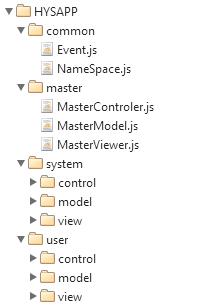 HYSAPP
common
Event.js
NameSpace.js
master
MasterControler.js
MasterModel.js
MasterViewer.js
system
control
model
view
user
control
model
view